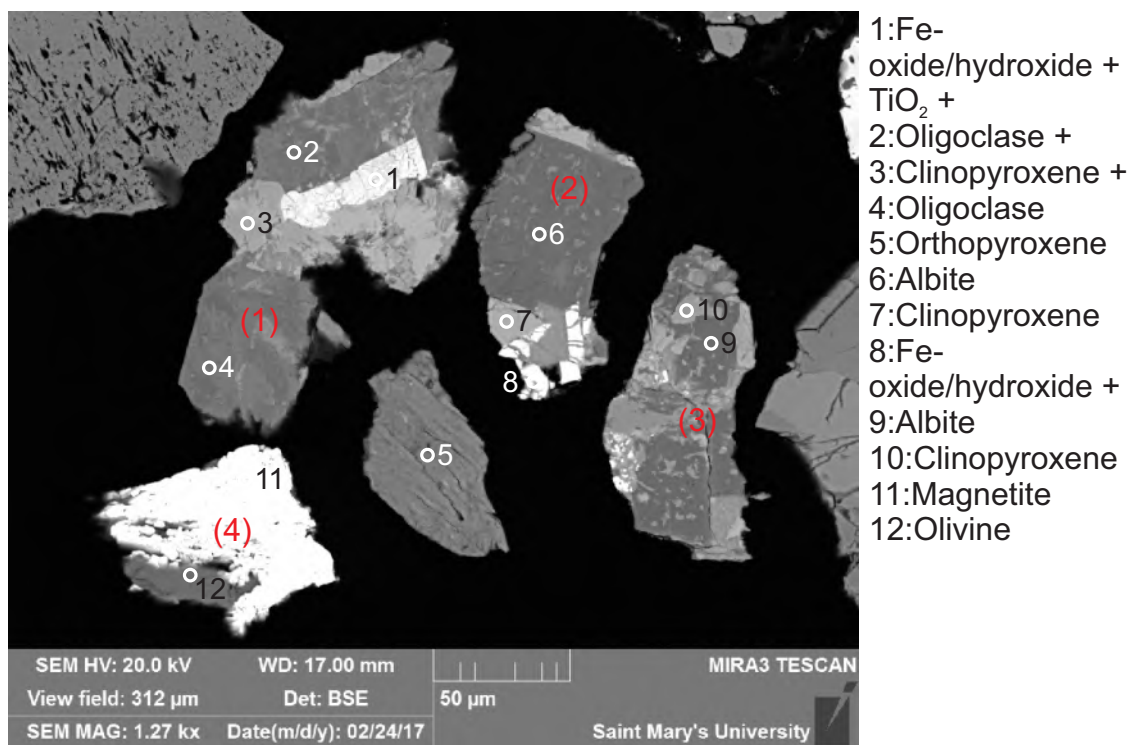 1:Fe-
oxide/hydroxide +
TiO2 +
2:Oligoclase +
3:Clinopyroxene +
4:Oligoclase
5:Orthopyroxene
6:Albite
7:Clinopyroxene
8:Fe-
oxide/hydroxide +
9:Albite
10:Clinopyroxene
11:Magnetite
12:Olivine
2
1
3
(2)
6
(1)
10
7
9
4
8
(3)
5
11
(4)
12
SEM HV: 20.0 kV WD: 17.00 mm MIRA3 TESCAN
View field: 312 µm Det: BSE 50 µm
SEM MAG: 1.27 kx Date(m/d/y): 02/24/17 Saint Mary's University